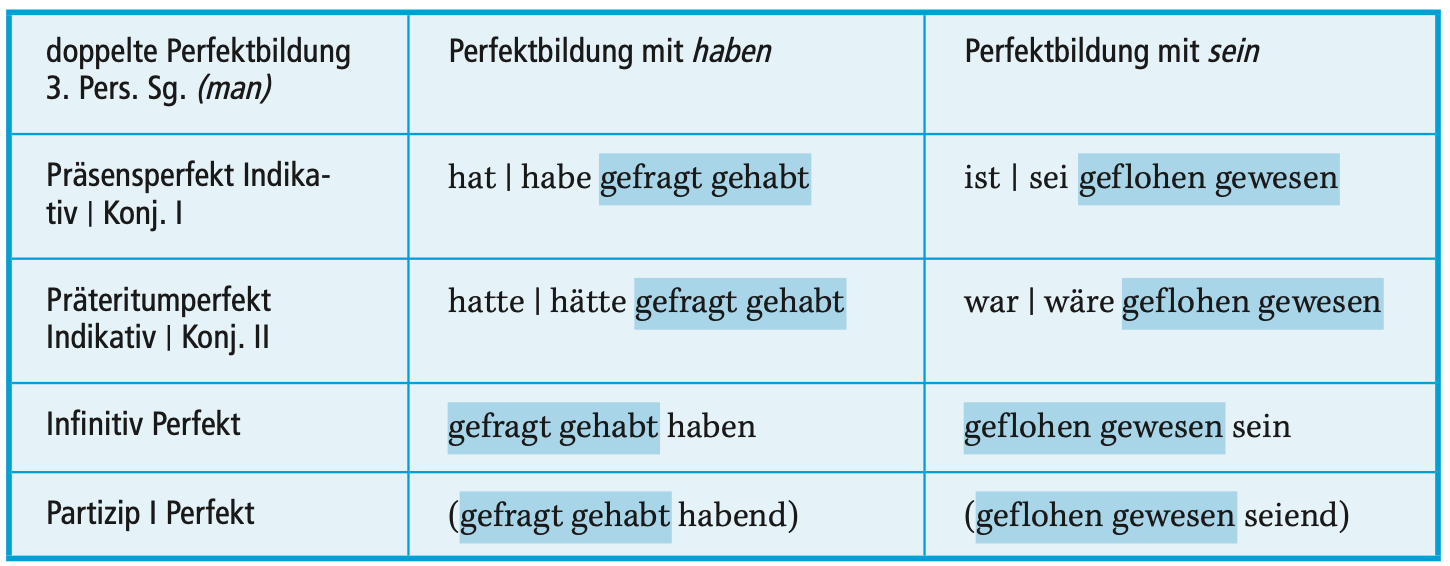 doppelte Perfektbildung
3. Pers. Sg. (man)
Perfektbildung mit haben
Perfektbildung mit sein
Präsensperfekt Indika-
tiv | Konj. I
hat | habe gefragt gehabt
ist | sei geflohen gewesen
Präteritumperfekt
Indikativ | Konj. II
hatte | hätte gefragt gehabt
war | wäre geflohen gewesen
Infinitiv Perfekt
gefragt gehabt haben
geflohen gewesen sein
Partizip I Perfekt
(gefragt gehabt habend)
(geflohen gewesen seiend)